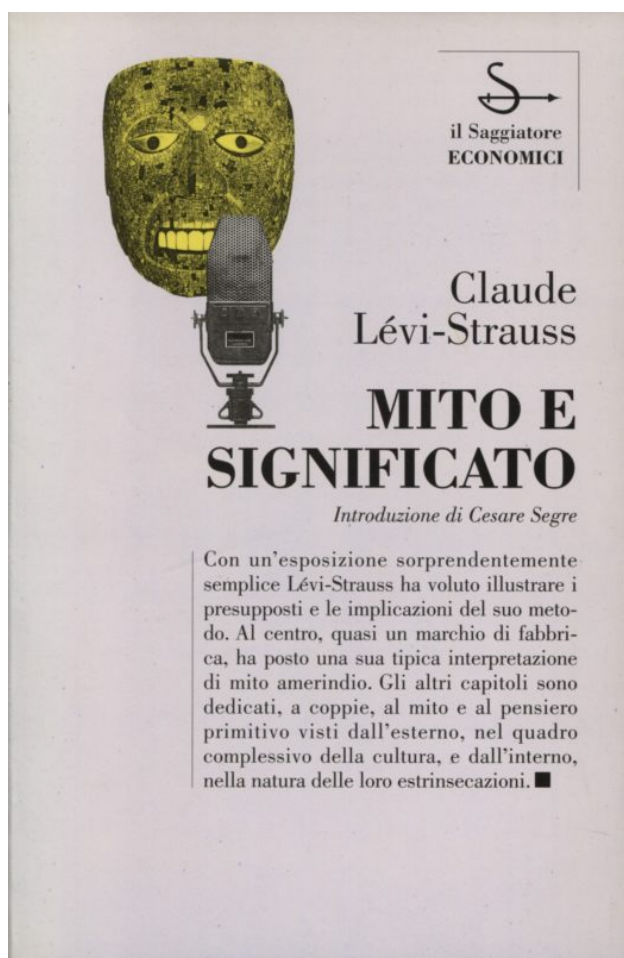 il Saggiatore
ECONOMICI
Claude
Lévi-Strauss
MITO E
SIGNIFICATO
Introduzione di Cesare Segre
Con un'esposizione sorprendentemente
semplice Lévi-Strauss ha voluto illustrare i
presupposti e le implicazioni del suo meto-
do. Al centro, quasi un marchio di fabbri-
ca, ha posto una sua tipica interpretazione
di mito amerindio. Gli altri capitoli sono
dedicati, a coppie, al mito e al pensiero
primitivo visti dall'esterno, nel quadro
complessivo della cultura, e dall'interno,
nella natura delle loro estrinsecazioni.